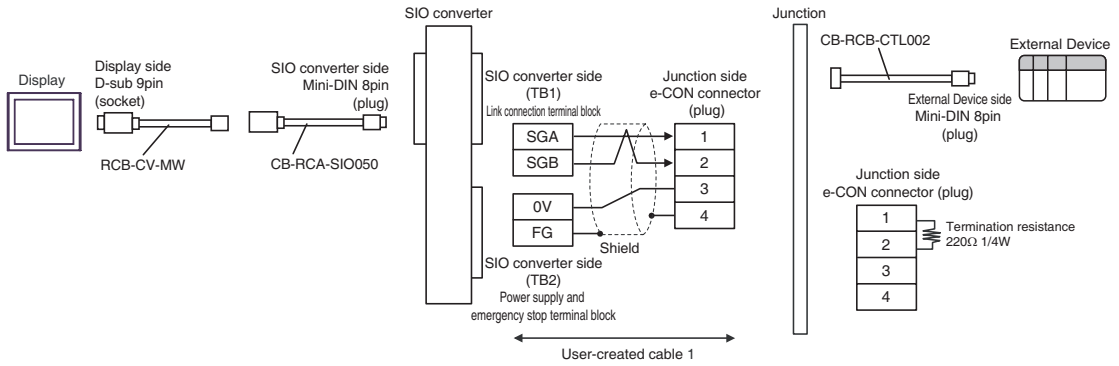 Display
Display side
D-sub 9pin
(socket)
RCB-CV-MW
SIO converter side
Mini-DIN 8pin
(plug)
CB-RCA-SIO050
SIO converter
SIO converter side
(TB1)
Link connection terminal block
SGA
SGB
0V
FG
Shield
SIO converter side
(TB2)
Power supply and
emergency stop terminal block
User-created cable 1
Junction side
e-CON connector
(plug)
1
2
3
4
Junction
CB-RCB-CTL002
External Device side
Mini-DIN 8pin
(plug)
External Device
Junction side
e-CON connector (plug)
1
2
3
4
Termination resistance
220Ω 1/4W